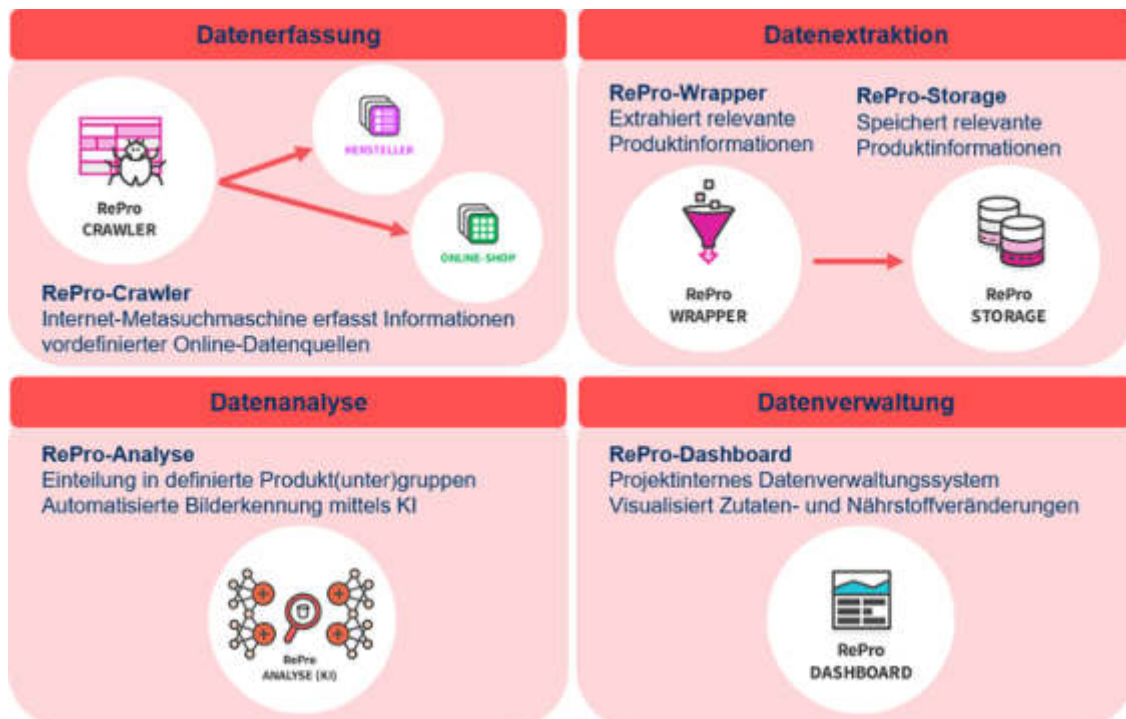 Datenerfassung
HERSTELLER
RePro
CRAWLER
ONLINE-SHOP
RePro-Crawler
Internet-Metasuchmaschine erfasst Informationen
vordefinierter Online-Datenquellen
Datenextraktion
RePro-Wrapper
Extrahiert relevante
Produktinformationen
RePro-Storage
Speichert relevante
Produktinformationen
RePro
WRAPPER
RePro
STORAGE
Datenanalyse
RePro-Analyse
Einteilung in definierte Produkt(unter)gruppen
Automatisierte Bilderkennung mittels KI
RePro
ANALYSE (KI)
Datenverwaltung
RePro-Dashboard
Projektinternes Datenverwaltungssystem
Visualisiert Zutaten- und Nährstoffveränderungen
RePro
DASHBOARD